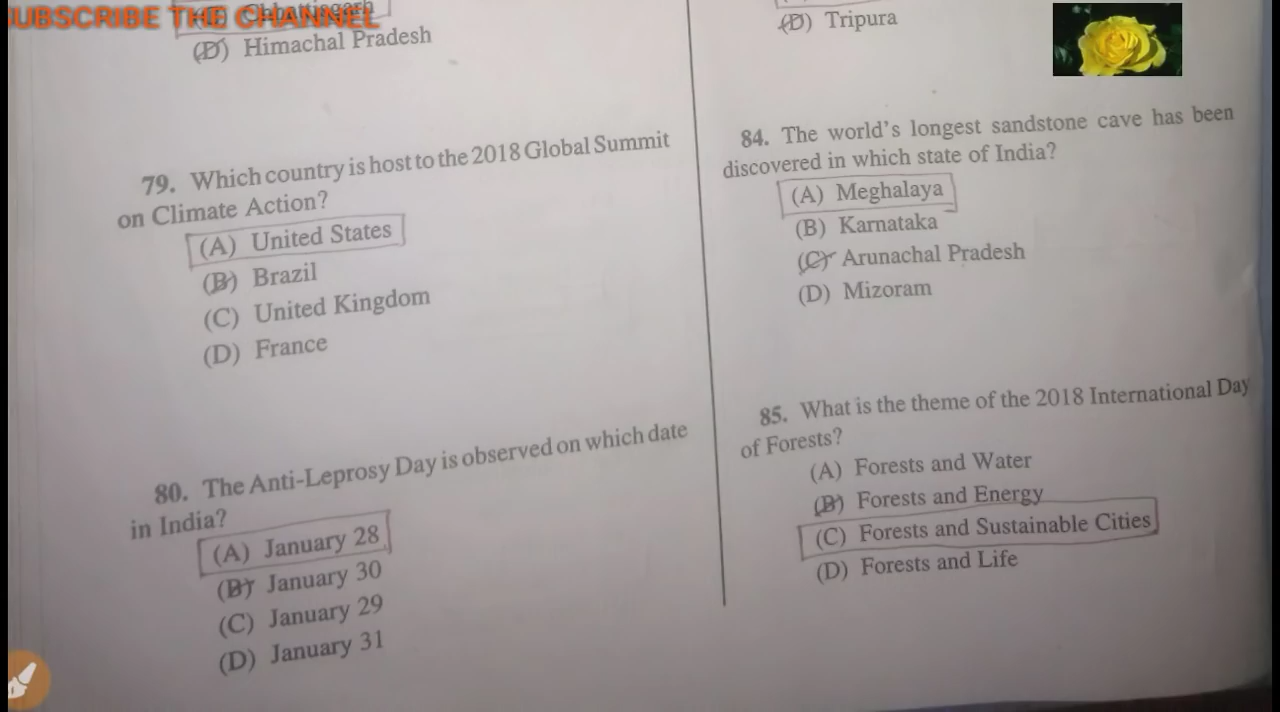 SUBSCRIBE THE CHANNEL
(D) Himachal Pradesh
79. Which country is host to the 2018 Global Summit
on Climate Action?
(A) United States
(B) Brazil
(C) United Kingdom
(D) France
80. The Anti-Leprosy Day is observed on which date
in India?
(A) January 28
(B) January 30
(C) January 29
(D) January 31
(D) Tripura
84. The world's longest sandstone cave has been
discovered in which state of India?
(A) Meghalaya
(B) Karnataka
(C) Arunachal Pradesh
(D) Mizoram
85. What is the theme of the 2018 International Day
of Forests?
(A) Forests and Water
(B) Forests and Energy
(C) Forests and Sustainable Cities
(D) Forests and Life